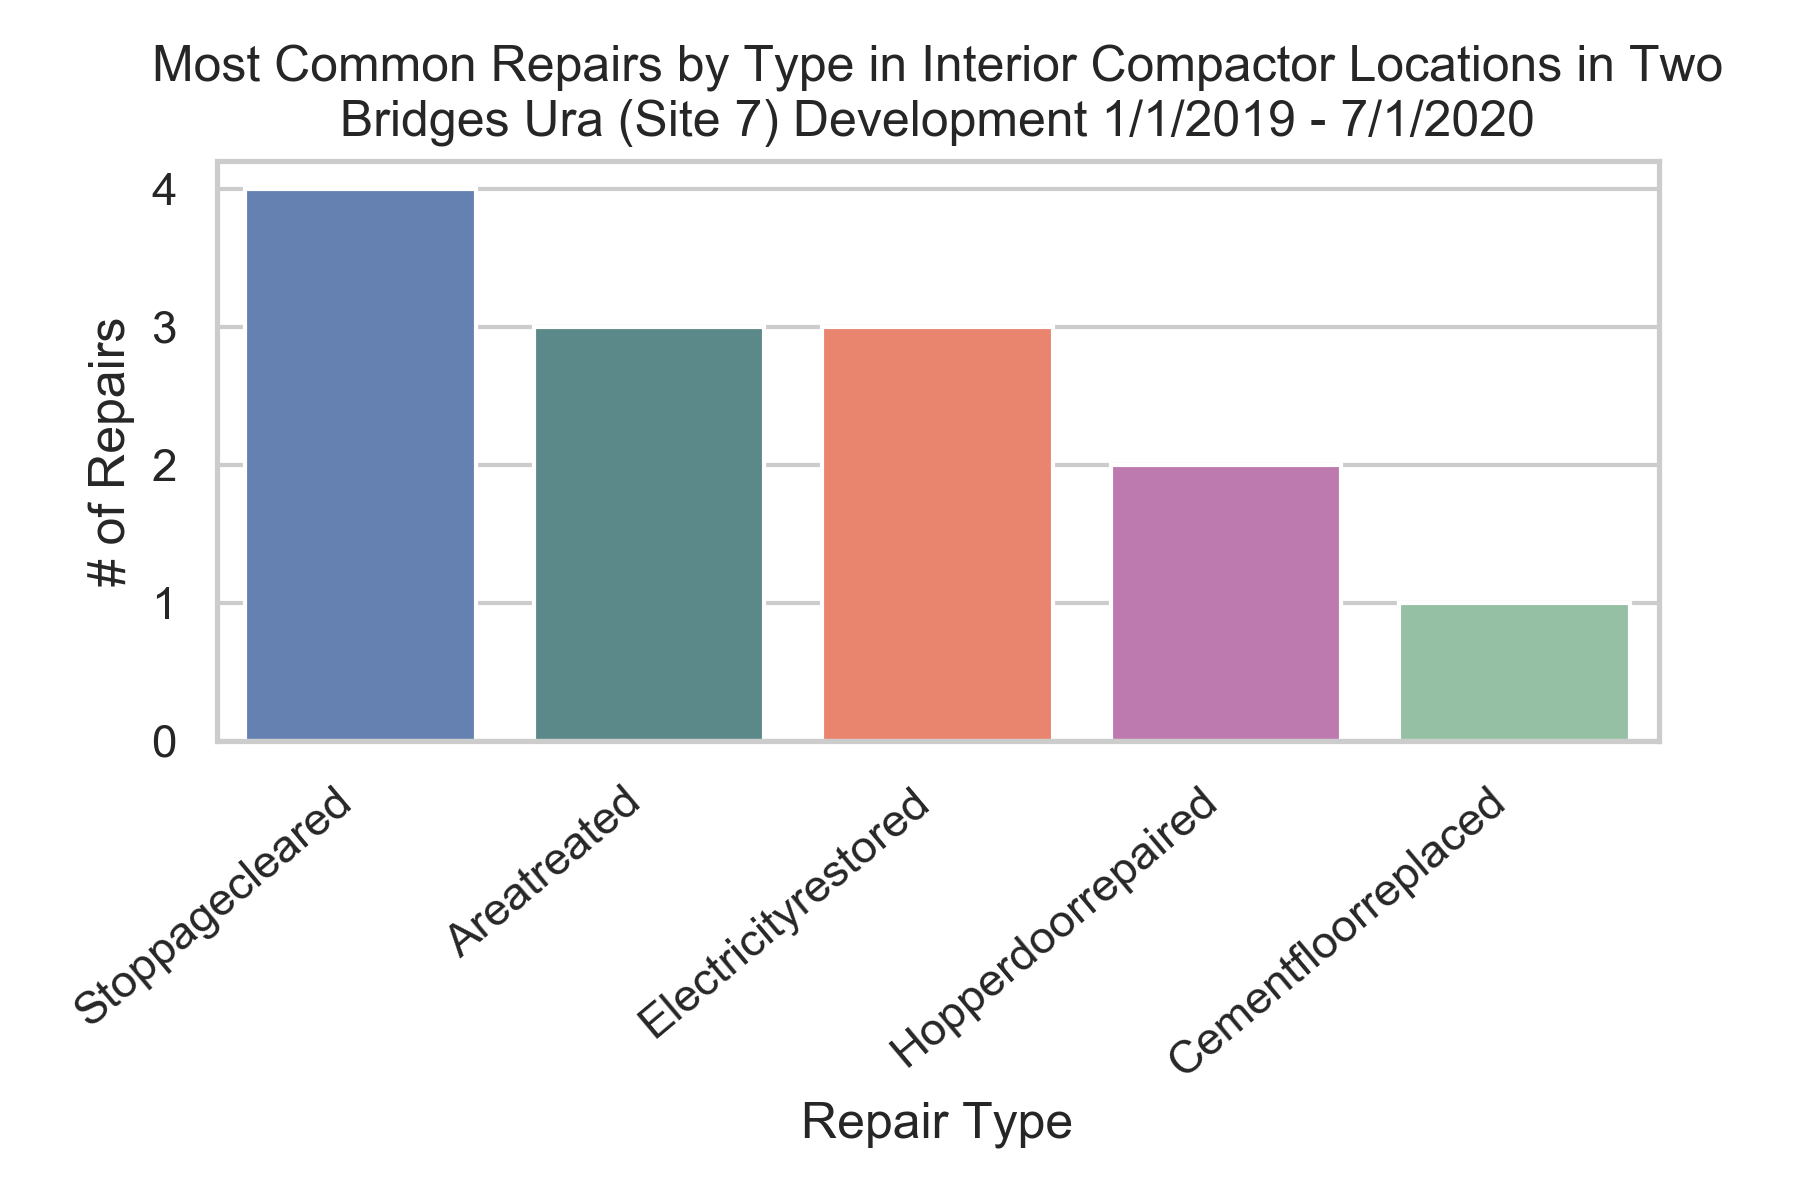 Most Common Repairs by Type in Interior Compactor Locations in Two
Bridges Ura (Site 7) Development 1/1/2019 - 7/1/2020
# of Repairs
4
3
2
1
0
Stoppagecleared
Areatreated
Electricityrestored
Hopperdoorrepaired
Cementfloorreplaced
Repair Type